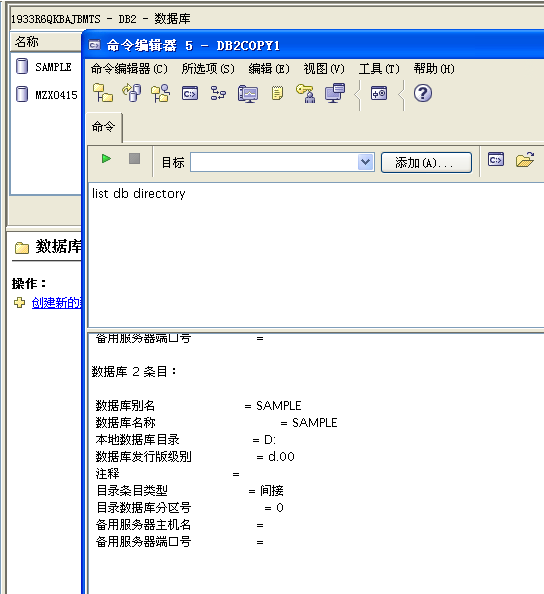 1933R6QKBAJBMTS - DB2 - 数据库
名称
SAMPLE
MZX0415
命令编辑器 5 - DB2COPY1
命令编辑器(C) 所选项(S) 编辑(E) 视图(V) 工具(T) 帮助(H)
命令
目标 添加(A)...
list db directory
数据库
操作：
创建新的
备用服务器端口号 =
数据库 2 条目：
数据库别名 = SAMPLE
数据库名称 = SAMPLE
本地数据库目录 = D:
数据库发行版级别 = d.00
注释 =
目录条目类型 = 间接
目录数据库分区号 = 0
备用服务器主机名 =
备用服务器端口号 =